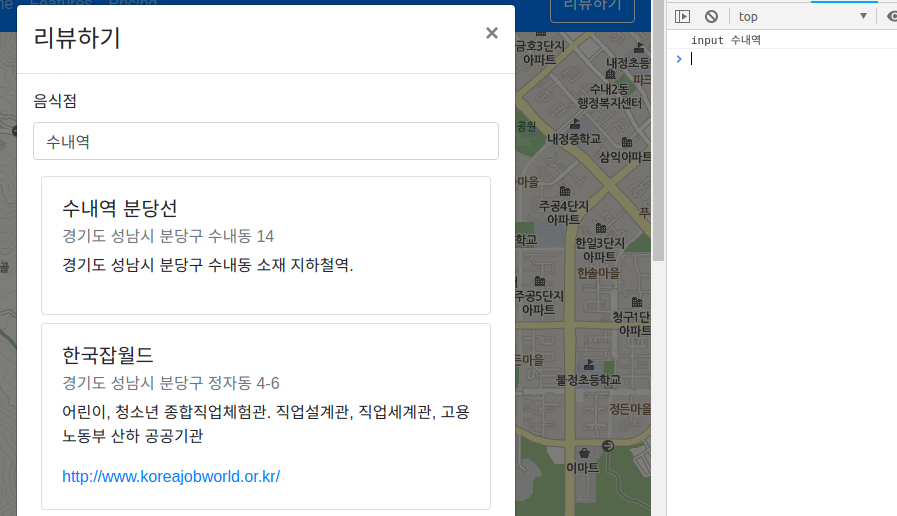 Features
Pricing
리뷰하기
리뷰하기
×
음식점
수내역
수내역 분당선
경기도 성남시 분당구 수내동 14
경기도 성남시 분당구 수내동 소재 지하철역.
한국잡월드
경기도 성남시 분당구 정자동 4-6
어린이, 청소년 종합직업체험관. 직업설계관, 직업세계관, 고용
노동부 산하 공공기관
http://www.koreajobworld.or.kr/
금호3단지
아파트
내정초등
수내2동
행정복지센터
파크
공원
내정중학교
삼익아파트
마을
주공4단지
아파트
푸
학교
한일3단지
아파트
한솔마을
주공5단지
아파트
청구1단
아파트
마을
불정초등학교
정든마을
이마트
골
top
input 수내역